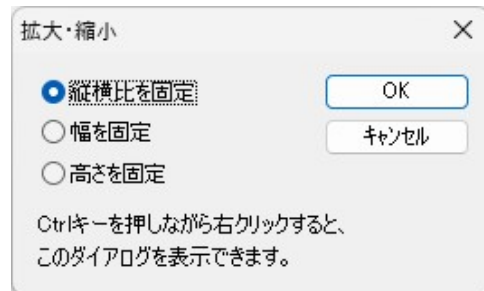 拡大・縮小
縦横比を固定
OK
幅を固定
キャンセル
高さを固定
Ctrlキーを押しながら右クリックすると、
このダイアログを表示できます。